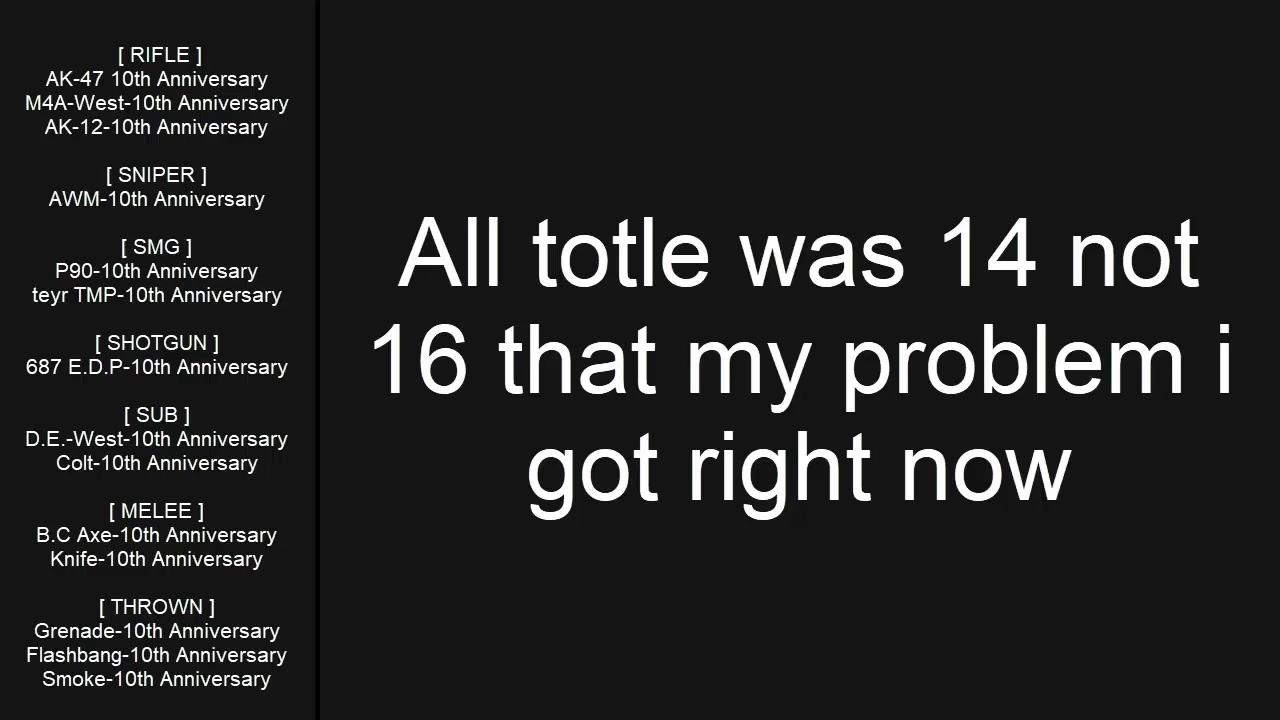 [ RIFLE ]
AK-47 10th Anniversary
M4A-West-10th Anniversary
AK-12-10th Anniversary
[ SNIPER ]
AWM-10th Anniversary
[ SMG ]
P90-10th Anniversary
teyr TMP-10th Anniversary
[ SHOTGUN ]
687 E.D.P-10th Anniversary
[ SUB ]
D.E.-West-10th Anniversary
Colt-10th Anniversary
[ MELEE ]
B.C Axe-10th Anniversary
Knife-10th Anniversary
[ THROWN ]
Grenade-10th Anniversary
Flashbang-10th Anniversary
Smoke-10th Anniversary
All totle was 14 not
16 that my problem i
got right now